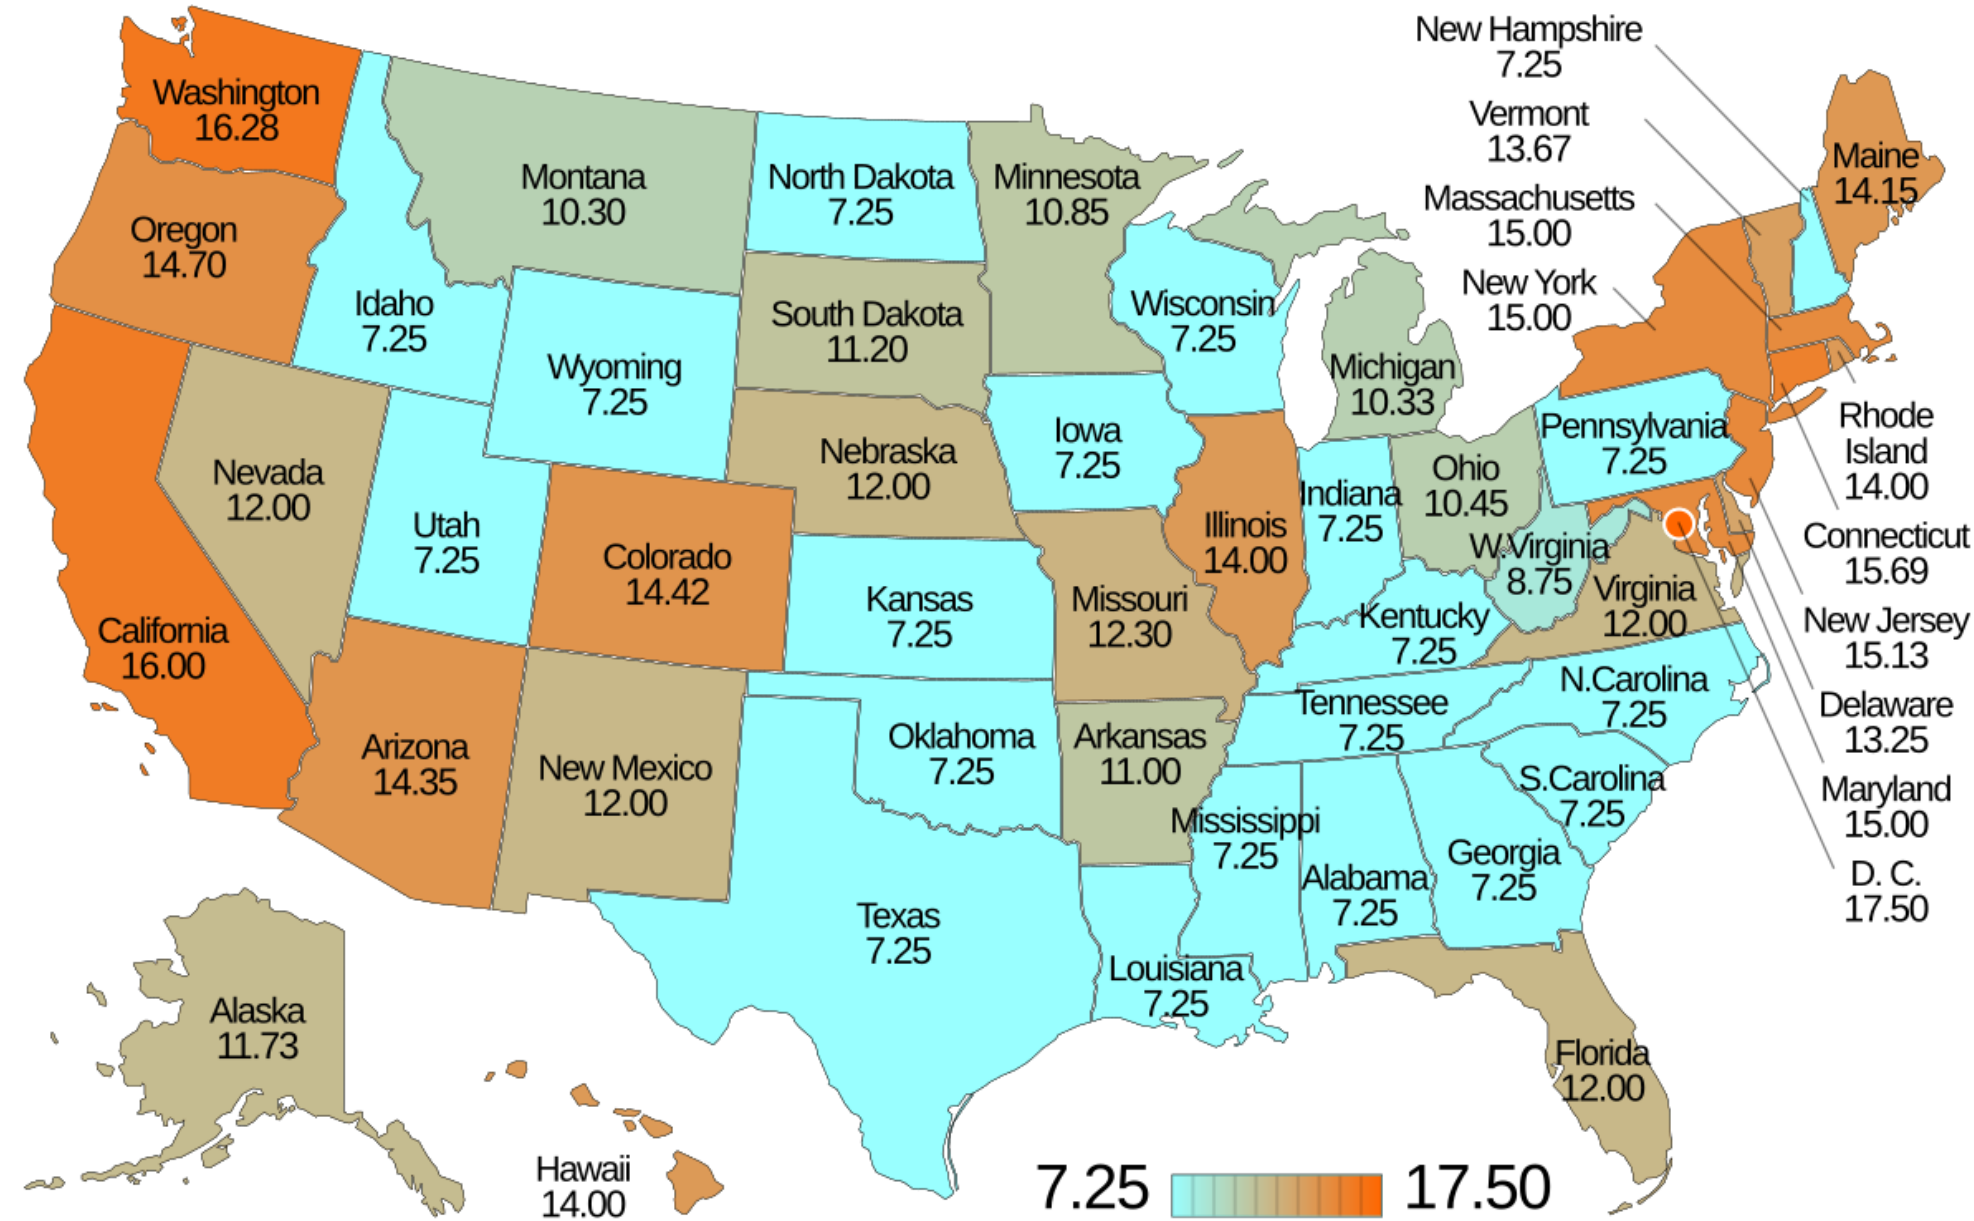 New Hampshire
7.25
Vermont
13.67
Massachusetts
15.00
New York
15.00
Washington
16.28
Oregon
14.70
Idaho
7.25
Montana
10.30
North Dakota
7.25
Minnesota
10.85
Maine
14.15
Wyoming
7.25
South Dakota
11.20
Wisconsin
7.25
Michigan
10.33
Nevada
12.00
Utah
7.25
Colorado
14.42
Nebraska
12.00
Iowa
7.25
Illinois
14.00
Indiana
7.25
Ohio
10.45
Pennsylvania
7.25
Rhode
Island
14.00
Connecticut
15.69
New Jersey
15.13
Delaware
13.25
Maryland
15.00
D. C.
17.50
California
16.00
Kansas
7.25
Missouri
12.30
Kentucky
7.25
W.Virginia
8.75
Virginia
12.00
Arizona
14.35
New Mexico
12.00
Oklahoma
7.25
Arkansas
11.00
Tennessee
7.25
N.Carolina
7.25
S.Carolina
7.25
Mississippi
7.25
Alabama
7.25
Georgia
7.25
Texas
7.25
Louisiana
7.25
Florida
12.00
Alaska
11.73
Hawaii
14.00
7.25 17.50